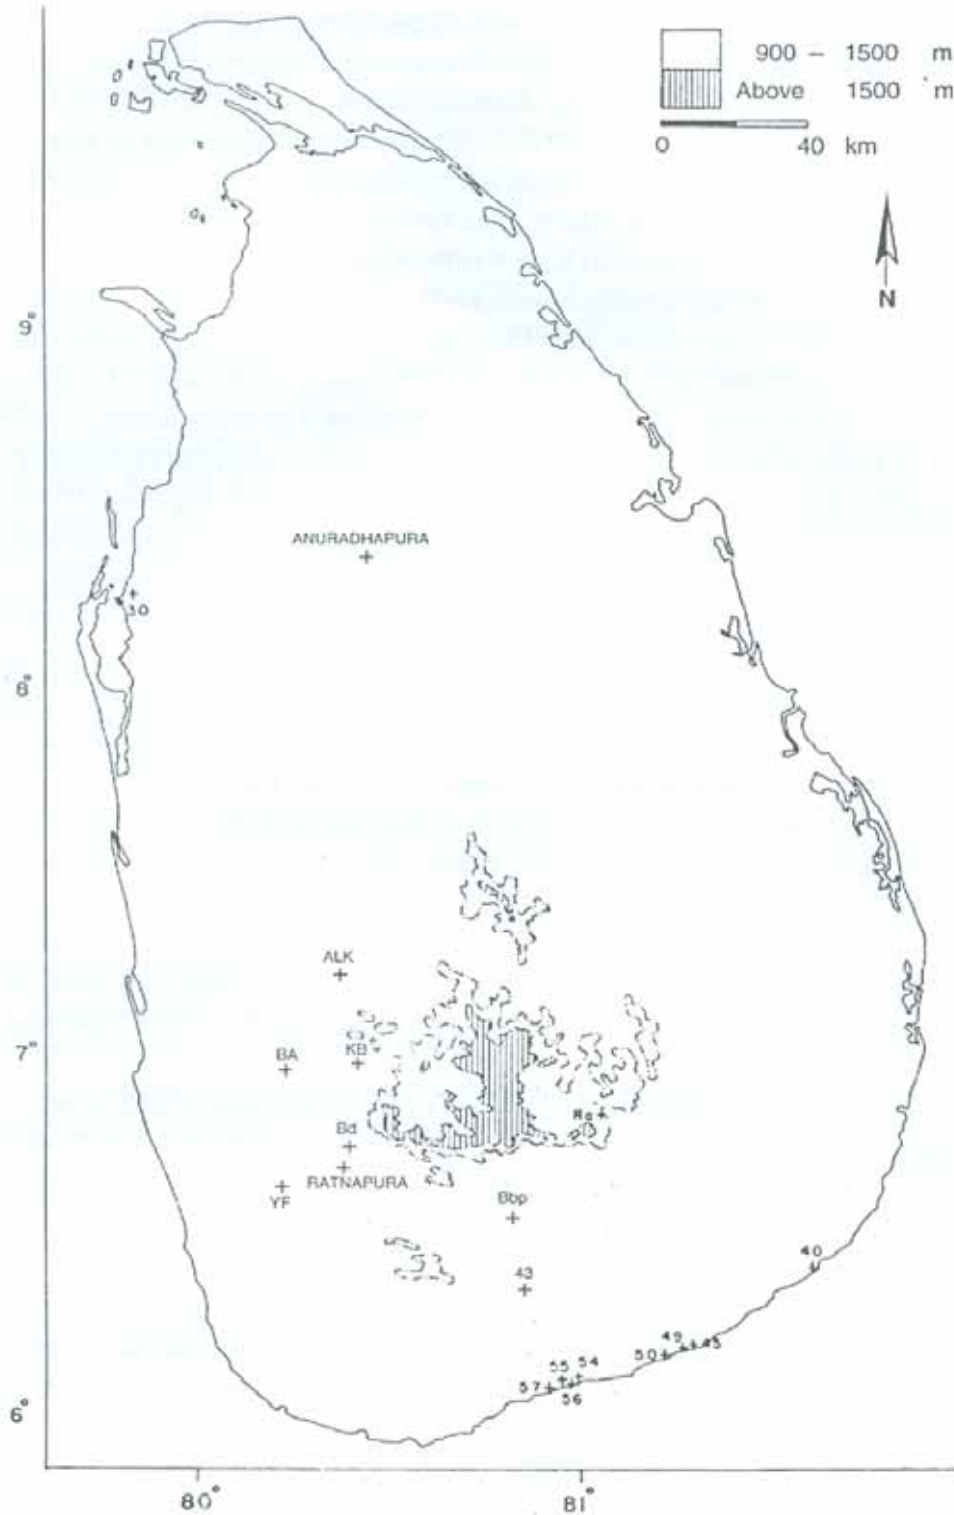 900 – 1500 m
Above 1500 m
0 40 km
N
9°
ANURADHAPURA
30
8°
ALK
7°
BA
KB
Ra
Bd
RATNAPURA
YF
Bbp
40
43
49
45
50
55
54
57
56
6°
80°
81°